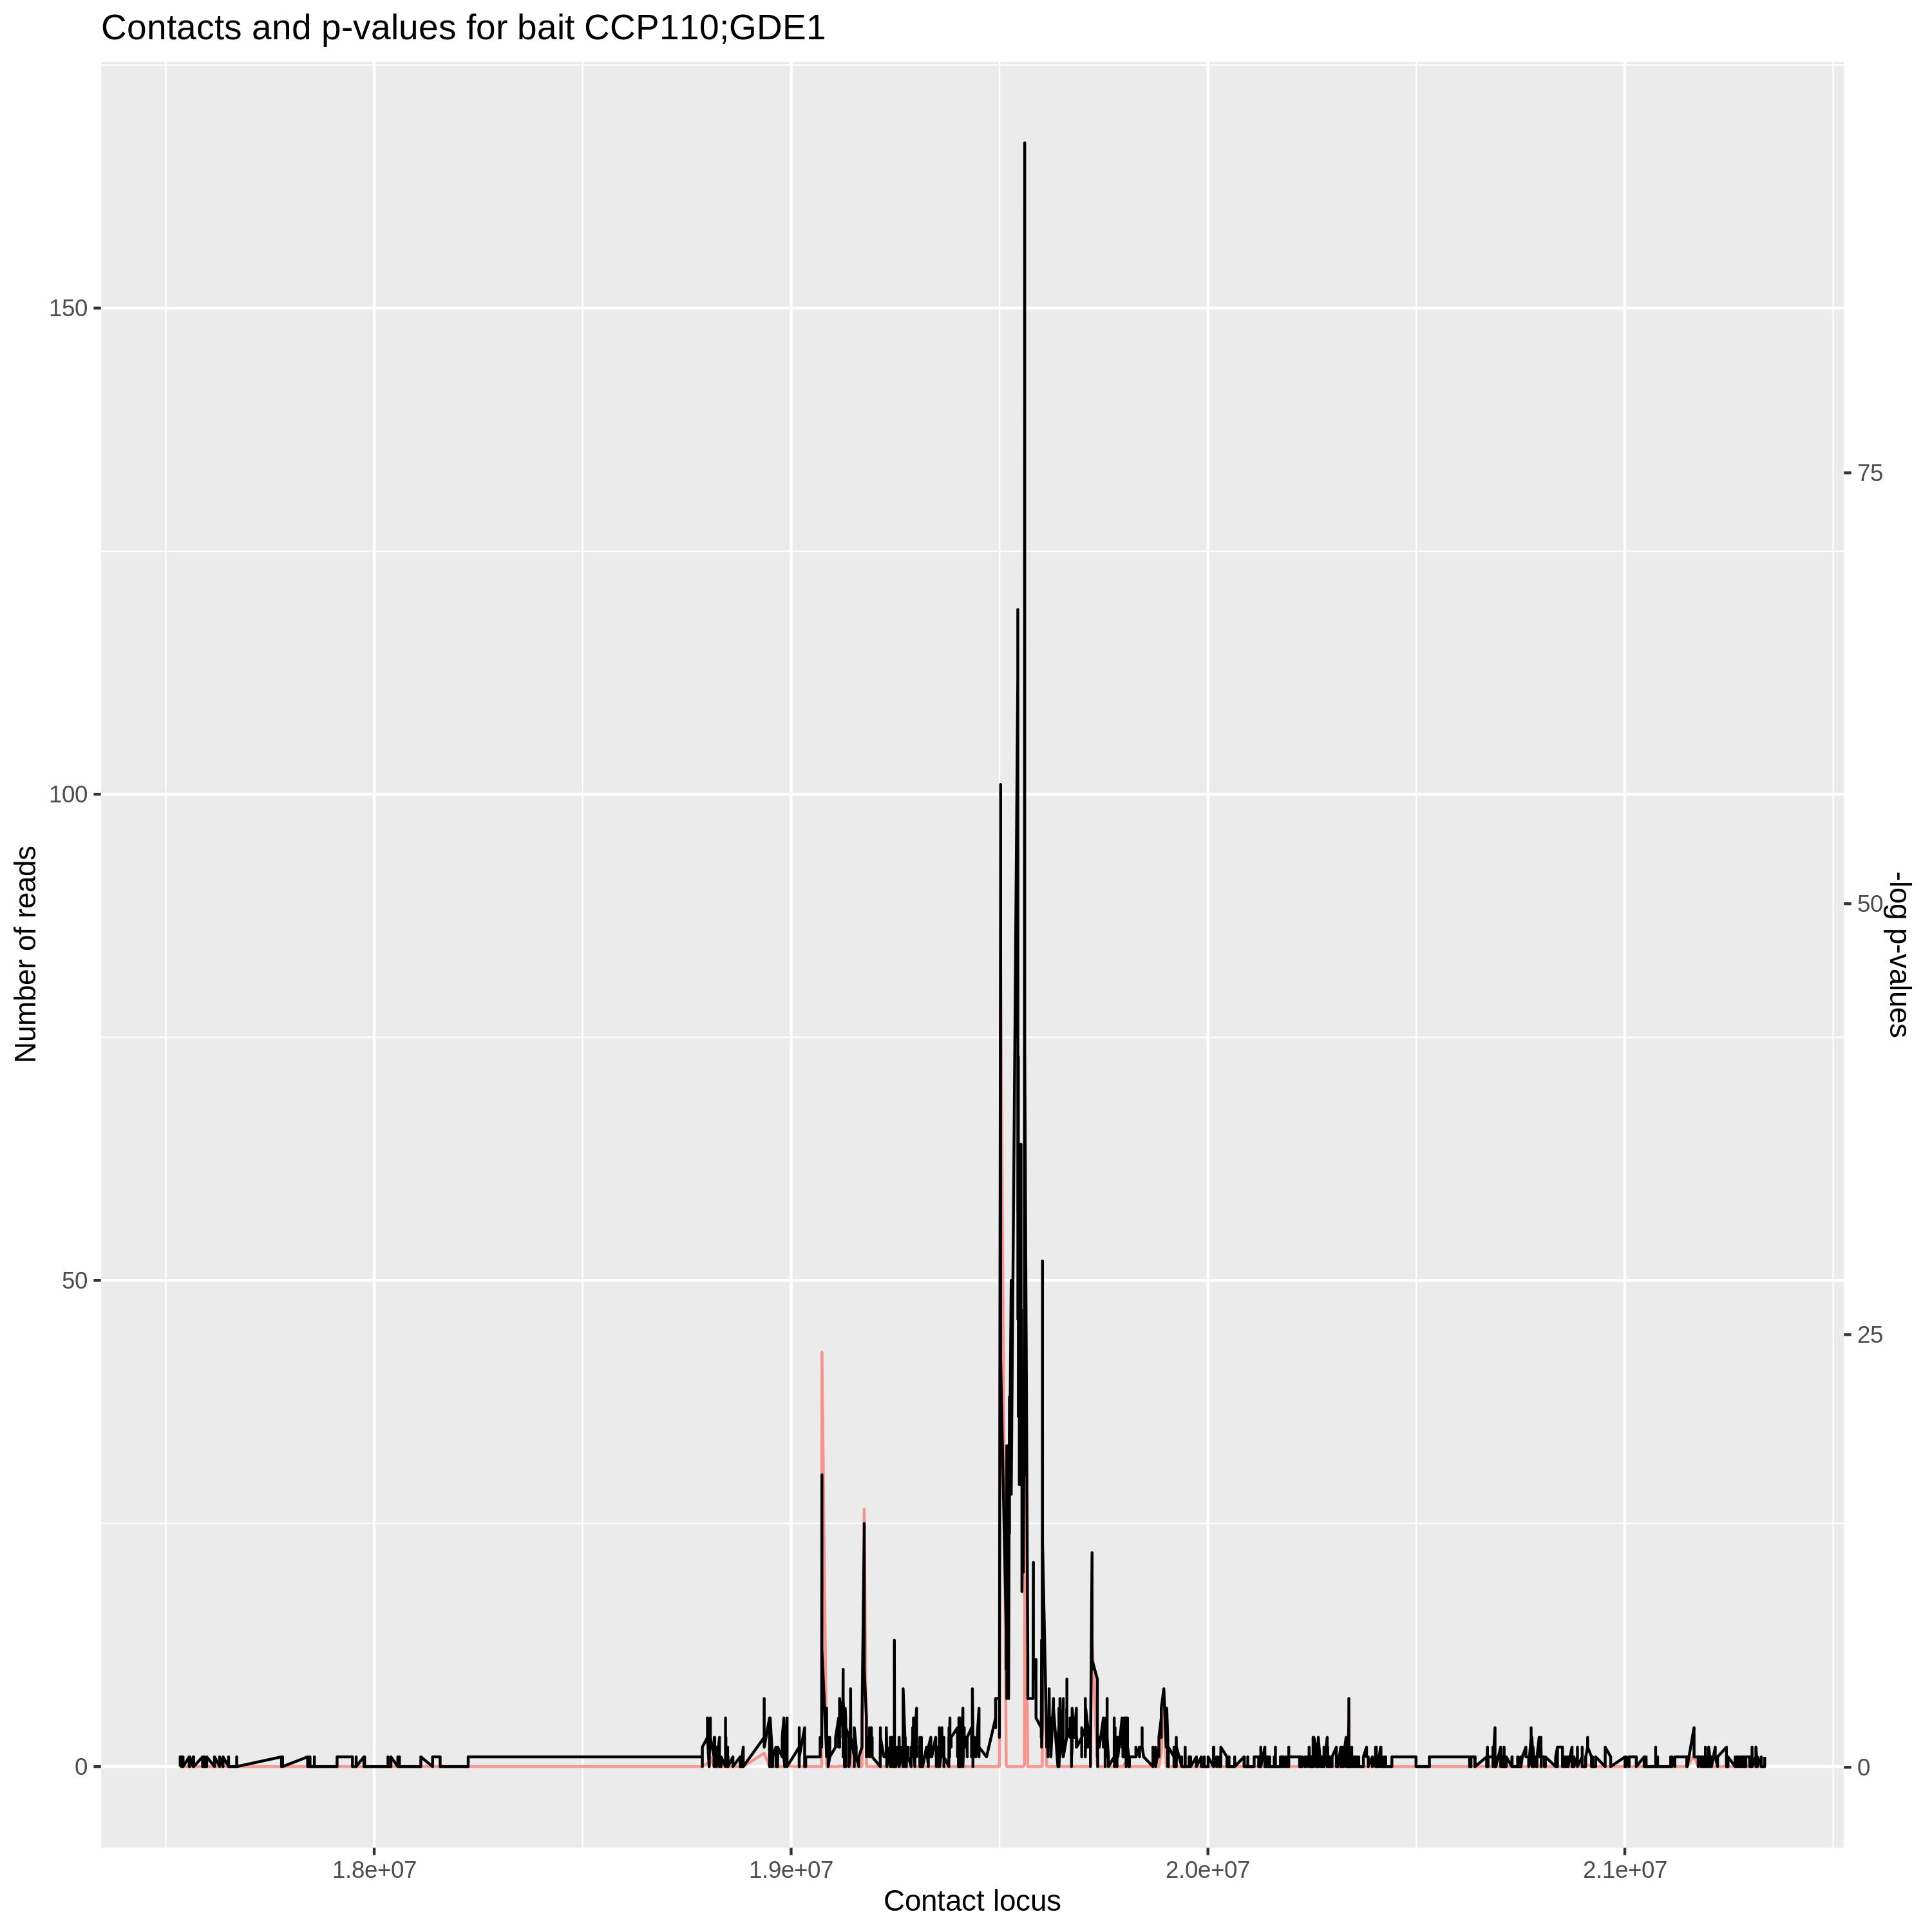 Contacts and p-values for bait CCP110;GDE1
150
100
50
0
Number of reads
75
50
25
0
-log p-values
1.8e+07
1.9e+07
2.0e+07
2.1e+07
Contact locus